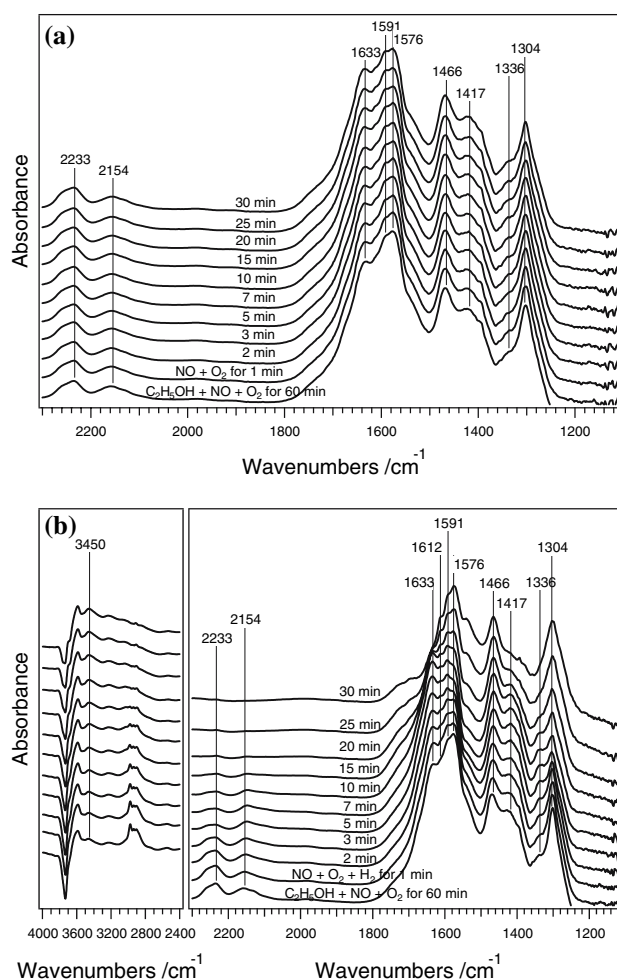 (a)
1591
1633
1576
1466
1336
1304
1417
2233
2154
30 min
25 min
20 min
15 min
10 min
7 min
5 min
3 min
2 min
NO + O₂ for 1 min
C₂H₅OH + NO + O₂ for 60 min
Absorbance
2200 2000 1800 1600 1400 1200
Wavenumbers /cm⁻¹
(b)
1591
3450
1612
1576
1304
1633
1466
1336
1417
2233
2154
30 min
25 min
20 min
15 min
10 min
7 min
5 min
3 min
2 min
NO + O₂ + H₂ for 1 min
C₂H₅OH + NO + O₂ for 60 min
Absorbance
4000 3600 3200 2800 2400
2200 2000 1800 1600 1400 1200
Wavenumbers /cm⁻¹
Wavenumbers /cm⁻¹